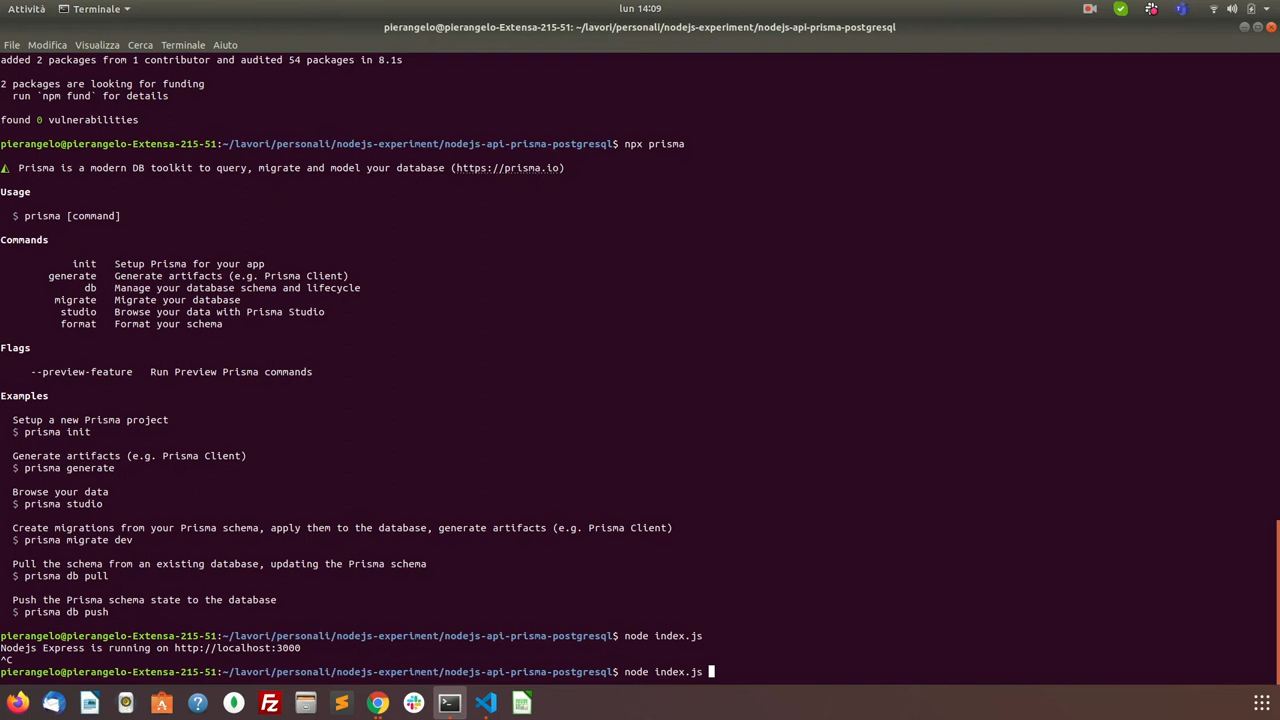 Attività Terminale lun 14:09
pierangelo@pierangelo-Extensa-215-51: ~/lavori/personali/nodejs-experiment/nodejs-api-prisma-postgresql
File Modifica Visualizza Cerca Terminale Aiuto
added 2 packages from 1 contributor and audited 54 packages in 8.1s
2 packages are looking for funding
run `npm fund` for details
found 0 vulnerabilities
pierangelo@pierangelo-Extensa-215-51:~/lavori/personali/nodejs-experiment/nodejs-api-prisma-postgresql$ npx prisma
Prisma is a modern DB toolkit to query, migrate and model your database (https://prisma.io)
Usage
$ prisma [command]
Commands
init Setup Prisma for your app
generate Generate artifacts (e.g. Prisma Client)
db Manage your database schema and lifecycle
migrate Migrate your database
studio Browse your data with Prisma Studio
format Format your schema
Flags
--preview-feature Run Preview Prisma commands
Examples
Setup a new Prisma project
$ prisma init
Generate artifacts (e.g. Prisma Client)
$ prisma generate
Browse your data
$ prisma studio
Create migrations from your Prisma schema, apply them to the database, generate artifacts (e.g. Prisma Client)
$ prisma migrate dev
Pull the schema from an existing database, updating the Prisma schema
$ prisma db pull
Push the Prisma schema state to the database
$ prisma db push
pierangelo@pierangelo-Extensa-215-51:~/lavori/personali/nodejs-experiment/nodejs-api-prisma-postgresql$ node index.js
Nodejs Express is running on http://localhost:3000
^C
pierangelo@pierangelo-Extensa-215-51:~/lavori/personali/nodejs-experiment/nodejs-api-prisma-postgresql$ node index.js